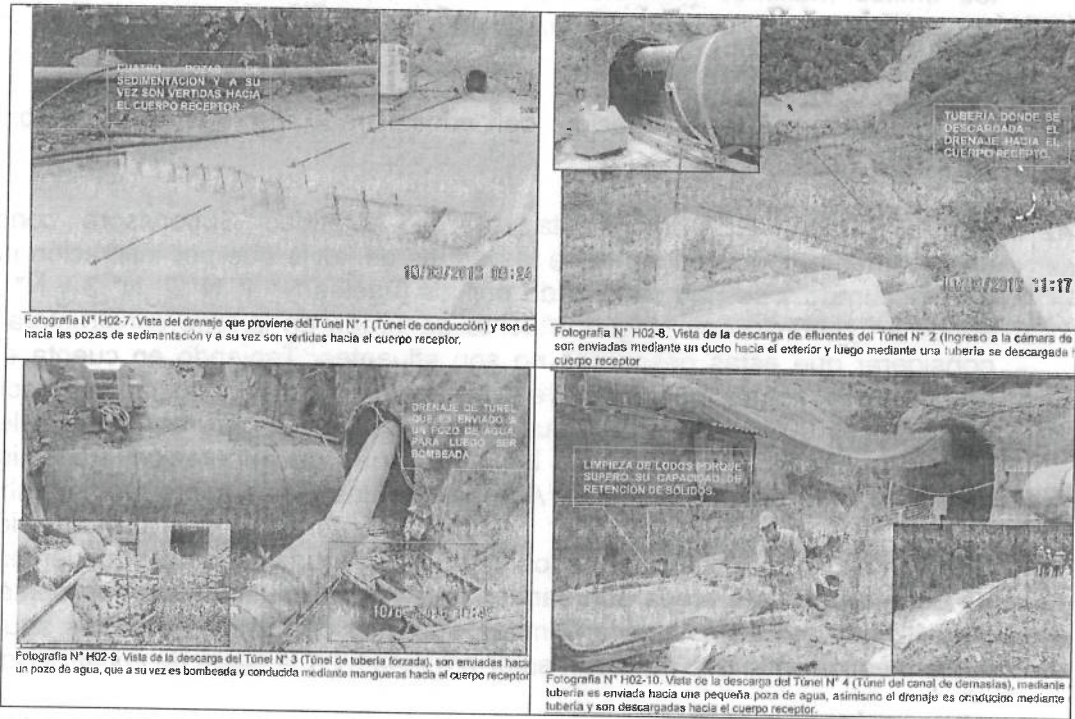 CUATRO POZAS DE
SEDIMENTACION Y A SU
VEZ SON VERTIDAS HACIA
EL CUERPO RECEPTOR
Fotografía N° H02-7. Vista del drenaje que proviene del Túnel N° 1 (Túnel de conducción) y son de
hacia las pozas de sedimentación y a su vez son vertidas hacia el cuerpo receptor.
TUBERÍA DONDE SE
DESCARGADA EL
DRENAJE HACIA EL
CUERPO RECEPTO.
11:17
Fotografía N° H02-8. Vista de la descarga de efluentes del Túnel N° 2 (Ingreso a la cámara de
son enviadas mediante un ducto hacia el exterior y luego mediante una tubería se descargada
cuerpo receptor
DRENAJE DE TUNEL
QUE ES ENVIADO A
UN POZO DE AGUA,
PARA LUEGO SER
BOMBEADA
Fotografía N° H02-9. Vista de la descarga del Túnel N° 3 (Túnel de tubería forzada), son enviadas hacia
un pozo de agua, que a su vez es bombeada y conducida mediante mangueras hacia el cuerpo receptor
LIMPIEZA DE LODOS PORQUE
SUPERO SU CAPACIDAD DE
RETENCIÓN DE SÓLIDOS.
Fotografía N° H02-10. Vista de la descarga del Túnel N° 4 (Túnel del canal de demasías), mediante
tubería es enviada hacia una pequeña poza de agua, asimismo el drenaje es conducion mediante
tubería y son descargadas hacia el cuerpo receptor.